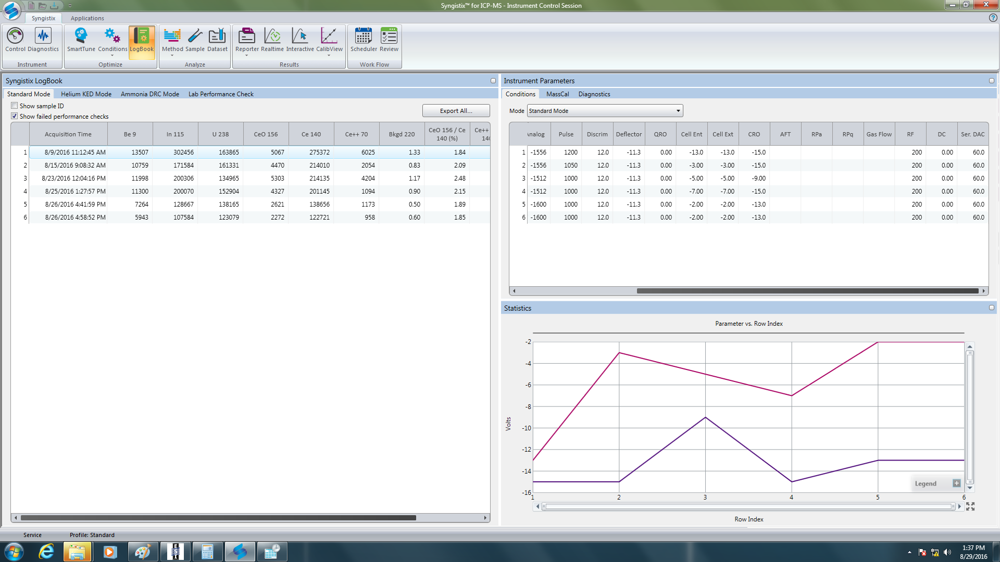 Syngistix™ for ICP-MS - Instrument Control Session
Syngistix Applications
Control Diagnostics SmartTune Conditions LogBook Method Sample Dataset Reporter Realtime Interactive CalibView Scheduler Review
Instrument Optimize Analyze Results Work Flow
Syngistix LogBook
Standard Mode Helium KED Mode Ammonia DRC Mode Lab Performance Check
Show sample ID
Show failed performance checks
Export All...
Acquisition Time Be 9 In 115 U 238 CeO 156 Ce 140 Ce++ 70 Bkgd 220 CeO 156 / Ce 140 (%) Ce++
1 8/9/2016 11:12:45 AM 13507 302456 163865 5067 275372 6025 1.33 1.84
2 8/15/2016 9:08:32 AM 10759 171584 161331 4470 214010 2054 0.83 2.09
3 8/23/2016 12:04:16 PM 11998 200306 134965 5303 214135 4204 1.17 2.48
4 8/25/2016 1:27:57 PM 11300 200070 152904 4327 201145 1094 0.90 2.15
5 8/26/2016 4:41:59 PM 7264 128667 138165 2621 138656 1173 0.50 1.89
6 8/26/2016 4:58:52 PM 5943 107584 123079 2272 122721 958 0.60 1.85
Instrument Parameters
Conditions MassCal Diagnostics
Mode Standard Mode
nalog Pulse Discrim Deflector QRO Cell Ent Cell Ext CRO AFT RPa RPq Gas Flow RF DC Ser. DAC
1 -1556 1200 12.0 -11.3 0.00 -13.0 -13.0 -15.0 200 0.00 60.0
2 -1556 1050 12.0 -11.3 0.00 -3.00 -3.00 -15.0 200 0.00 60.0
3 -1512 1000 12.0 -11.3 0.00 -5.00 -5.00 -9.00 200 0.00 60.0
4 -1512 1000 12.0 -11.3 0.00 -7.00 -7.00 -15.0 200 0.00 60.0
5 -1600 1000 12.0 -11.3 0.00 -2.00 -2.00 -13.0 200 0.00 60.0
6 -1600 1000 12.0 -11.3 0.00 -2.00 -2.00 -13.0 200 0.00 60.0
Statistics
Parameter vs. Row Index
-2
-4
-6
-8
-10
-12
-14
-16
Volts
Legend
1 2 3 4 5 6
Row Index
Service Profile: Standard
ESI
1:37 PM
8/29/2016